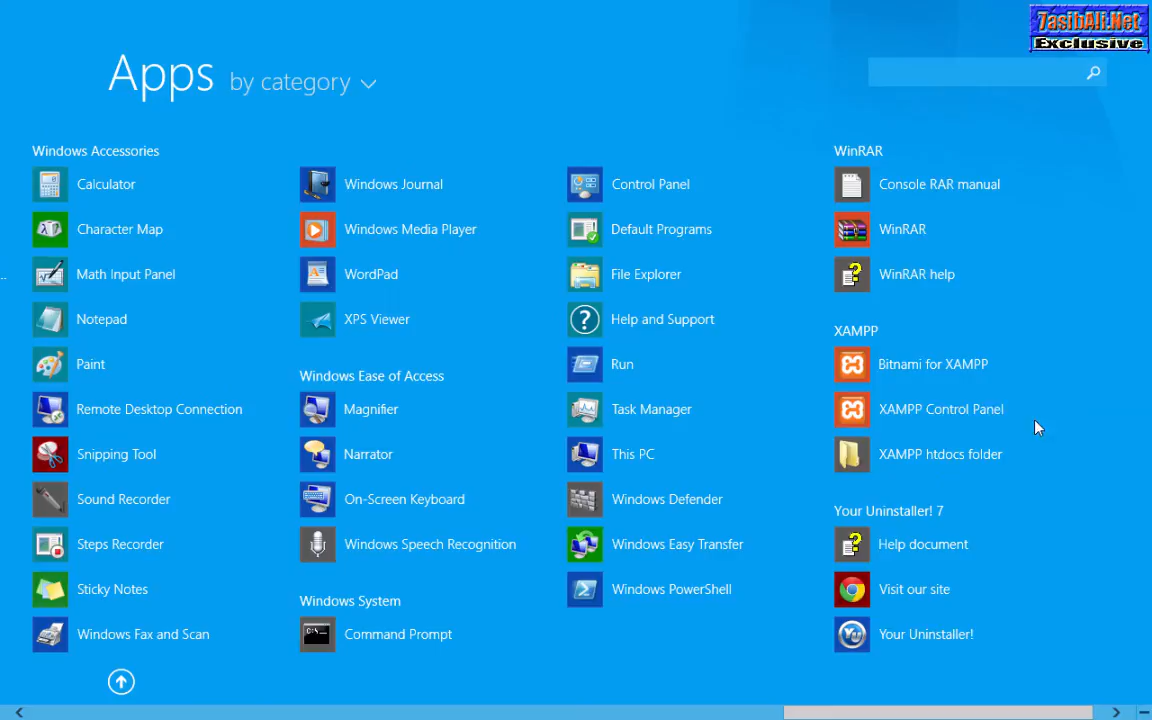 7asibAli.Net
Exclusive
Apps by category
Windows Accessories
Calculator
Character Map
Math Input Panel
Notepad
Paint
Remote Desktop Connection
Snipping Tool
Sound Recorder
Steps Recorder
Sticky Notes
Windows Fax and Scan
Windows Journal
Windows Media Player
WordPad
XPS Viewer
Windows Ease of Access
Magnifier
Narrator
On-Screen Keyboard
Windows Speech Recognition
Windows System
Command Prompt
Control Panel
Default Programs
File Explorer
Help and Support
Run
Task Manager
This PC
Windows Defender
Windows Easy Transfer
Windows PowerShell
WinRAR
Console RAR manual
WinRAR
WinRAR help
XAMPP
Bitnami for XAMPP
XAMPP Control Panel
XAMPP htdocs folder
Your Uninstaller! 7
Help document
Visit our site
Your Uninstaller!